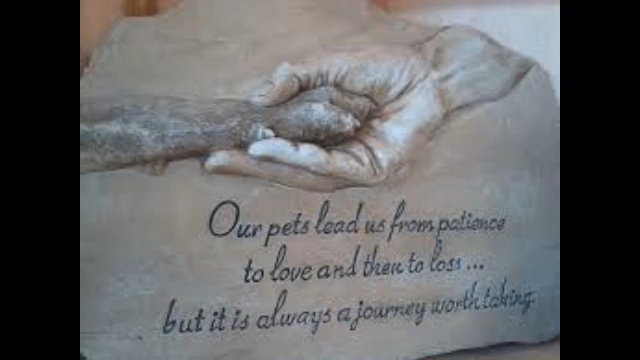 Our pets lead us from patience
to love and then to loss ...
but it is always a journey worth taking.